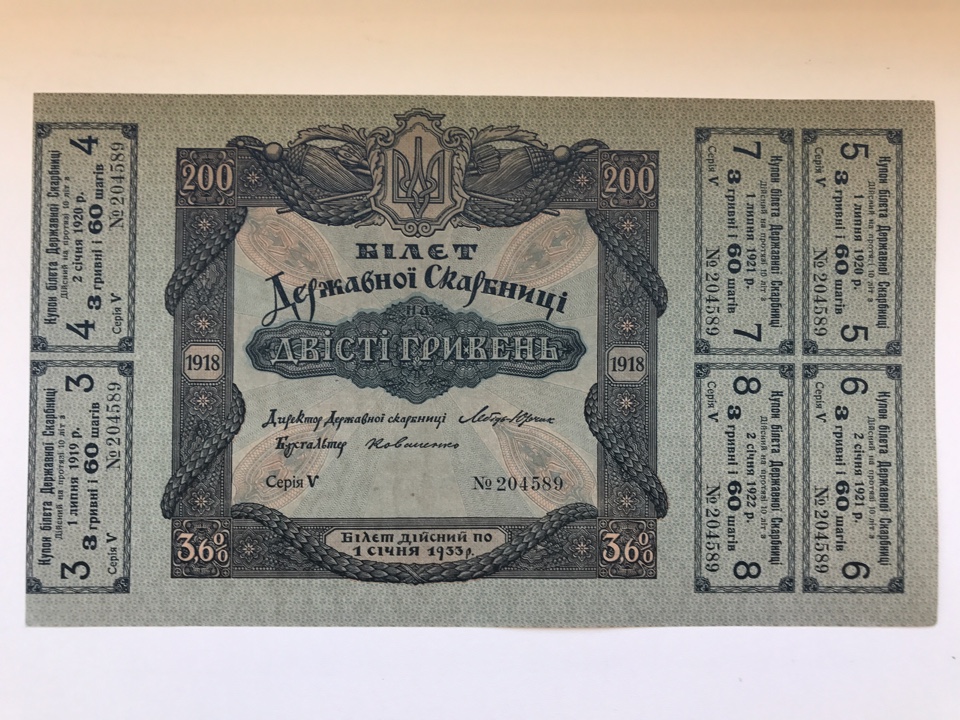 Купон білета Державної Скарбниці
Дійсний на протязі 10 літ з
2 січня 1920 р.
4 3 гривні і 60 шагів 4
Серія V № 204589
Купон білета Державної Скарбниці
Дійсний на протязі 10 літ з
1 липня 1919 р.
3 3 гривні і 60 шагів 3
Серія V № 204589
200 200
БІЛЕТ
Державної Скарбниці
на
ДВІСТІ ГРИВЕНЬ
1918 1918
Директор Державної скарбниці
Бухгальтер
Серія V № 204589
3.6% 3.6%
БІЛЕТ ДІЙСНИЙ ПО
1 СІЧНЯ 1933 р.
Купон білета Державної Скарбниці
Дійсний на протязі 10 літ з
1 липня 1921 р.
7 3 гривні і 60 шагів 7
Серія V № 204589
Купон білета Державної Скарбниці
Дійсний на протязі 10 літ з
1 липня 1920 р.
5 3 гривні і 60 шагів 5
Серія V № 204589
Купон білета Державної Скарбниці
Дійсний на протязі 10 літ з
2 січня 1922 р.
8 3 гривні і 60 шагів 8
Серія V № 204589
Купон білета Державної Скарбниці
Дійсний на протязі 10 літ з
2 січня 1921 р.
6 3 гривні і 60 шагів 6
Серія V № 204589